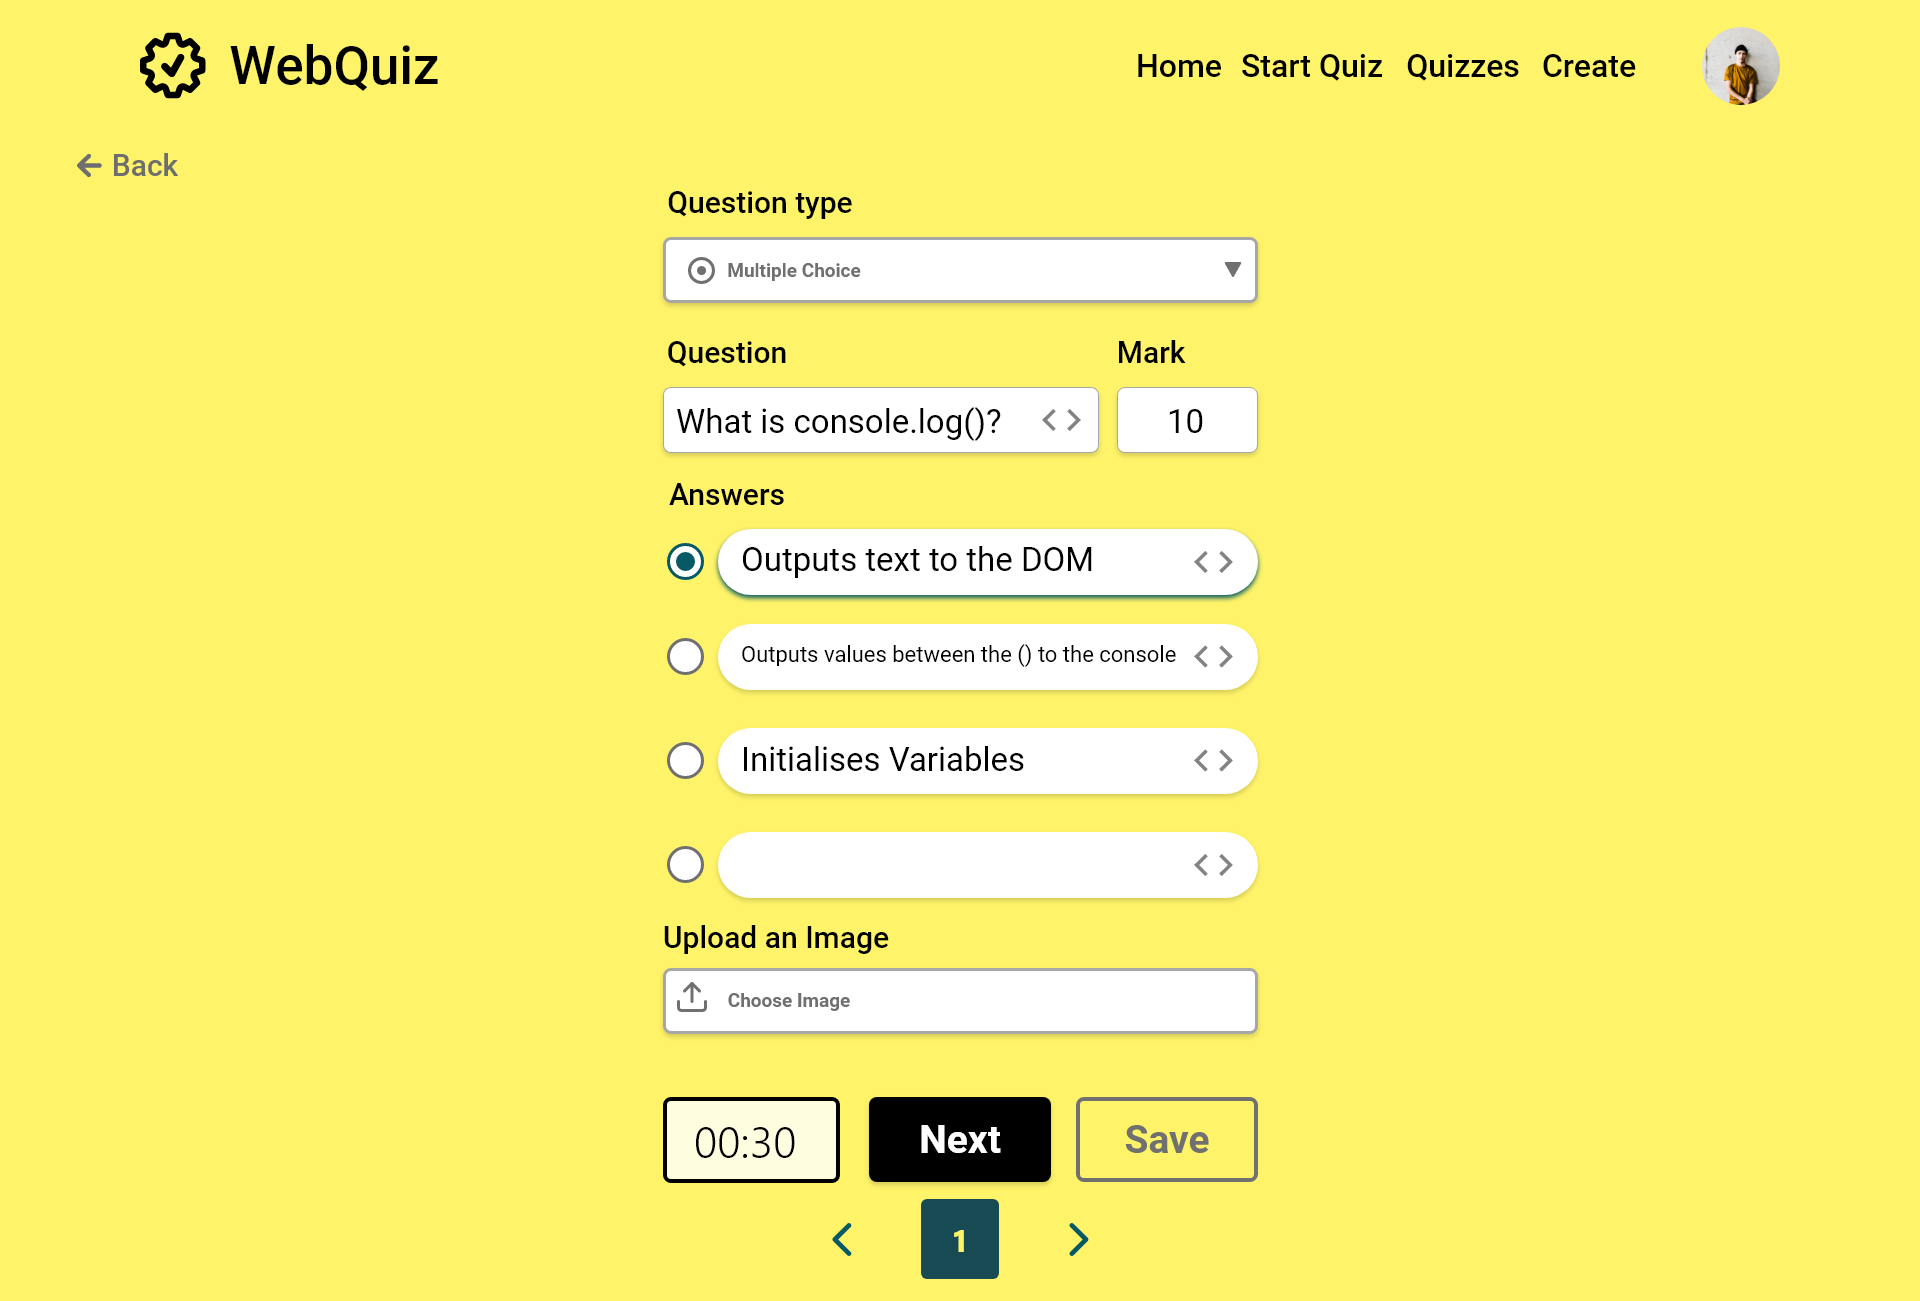 WebQuiz
Home Start Quiz Quizzes Create
Back
Question type
Multiple Choice
Question Mark
What is console.log()? < > 10
Answers
Outputs text to the DOM < >
Outputs values between the () to the console < >
Initialises Variables < >
< >
Upload an Image
Choose Image
00:30 Next Save
1